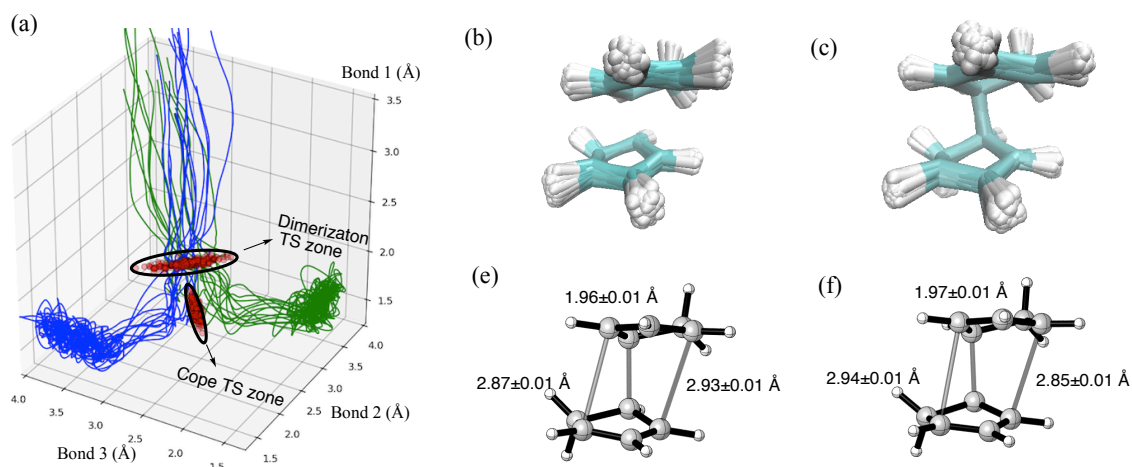 (a)
Bond 1 (Å)
3.5
3.0
2.5
2.0
1.5
Dimerizaton
TS zone
Cope TS zone
4.0
3.5
3.0
2.5
2.0
1.5
Bond 3 (Å)
4.0
3.5
3.0
2.5
2.0
1.5
Bond 2 (Å)
(b)
(c)
(e)
1.96±0.01 Å
2.87±0.01 Å
2.93±0.01 Å
(f)
1.97±0.01 Å
2.94±0.01 Å
2.85±0.01 Å